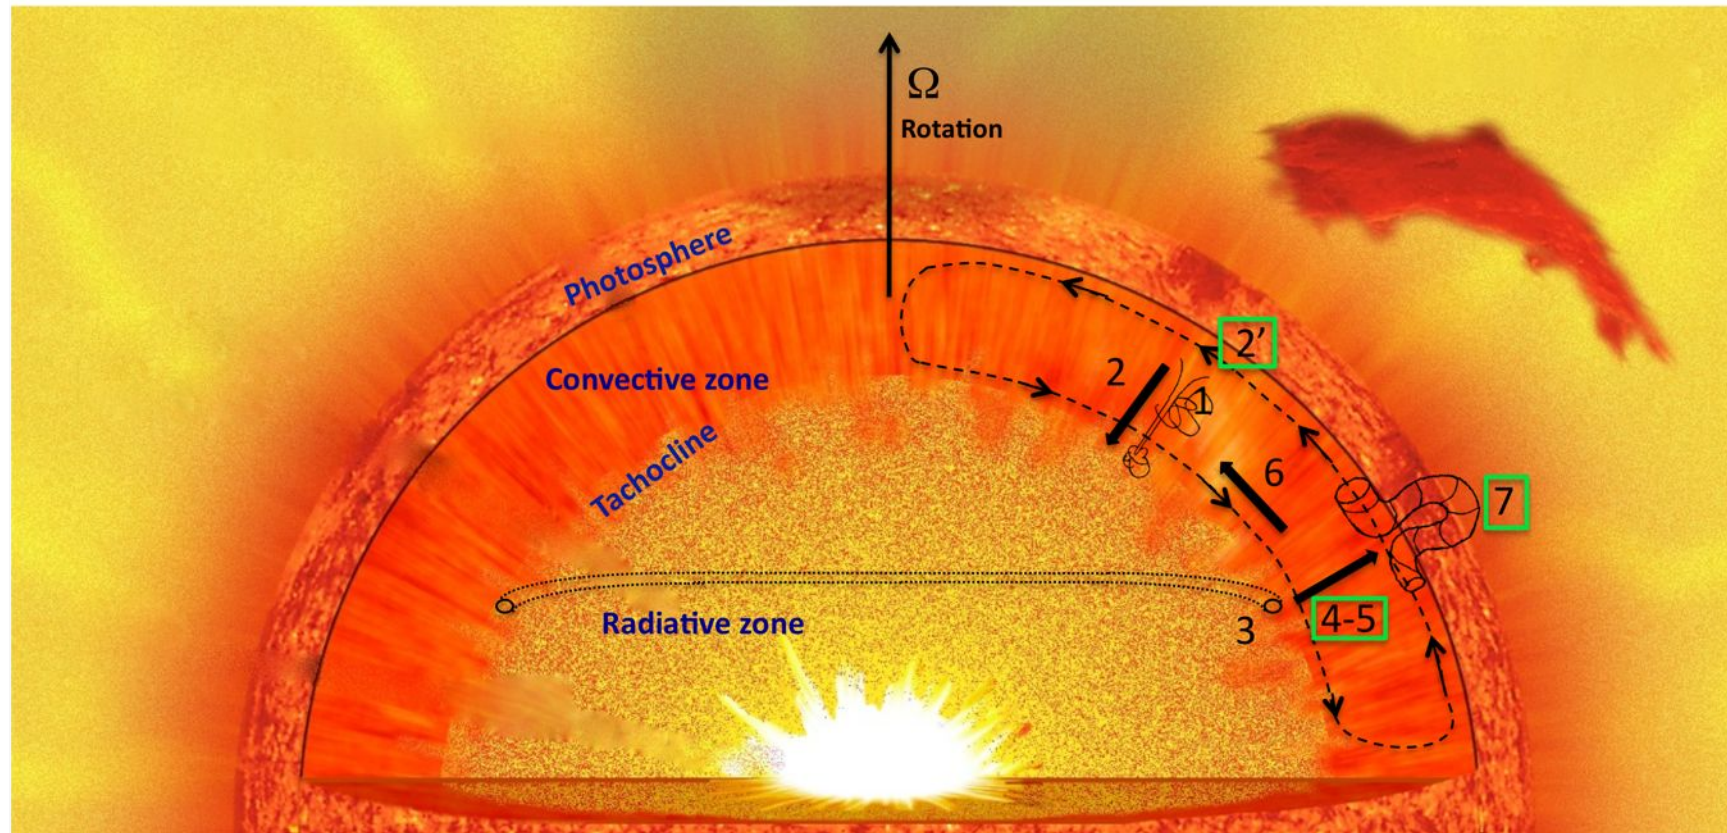 Ω
Rotation
Photosphere
2’
Convective zone
2
1
Tachocline
6
7
Radiative zone
3
4-5